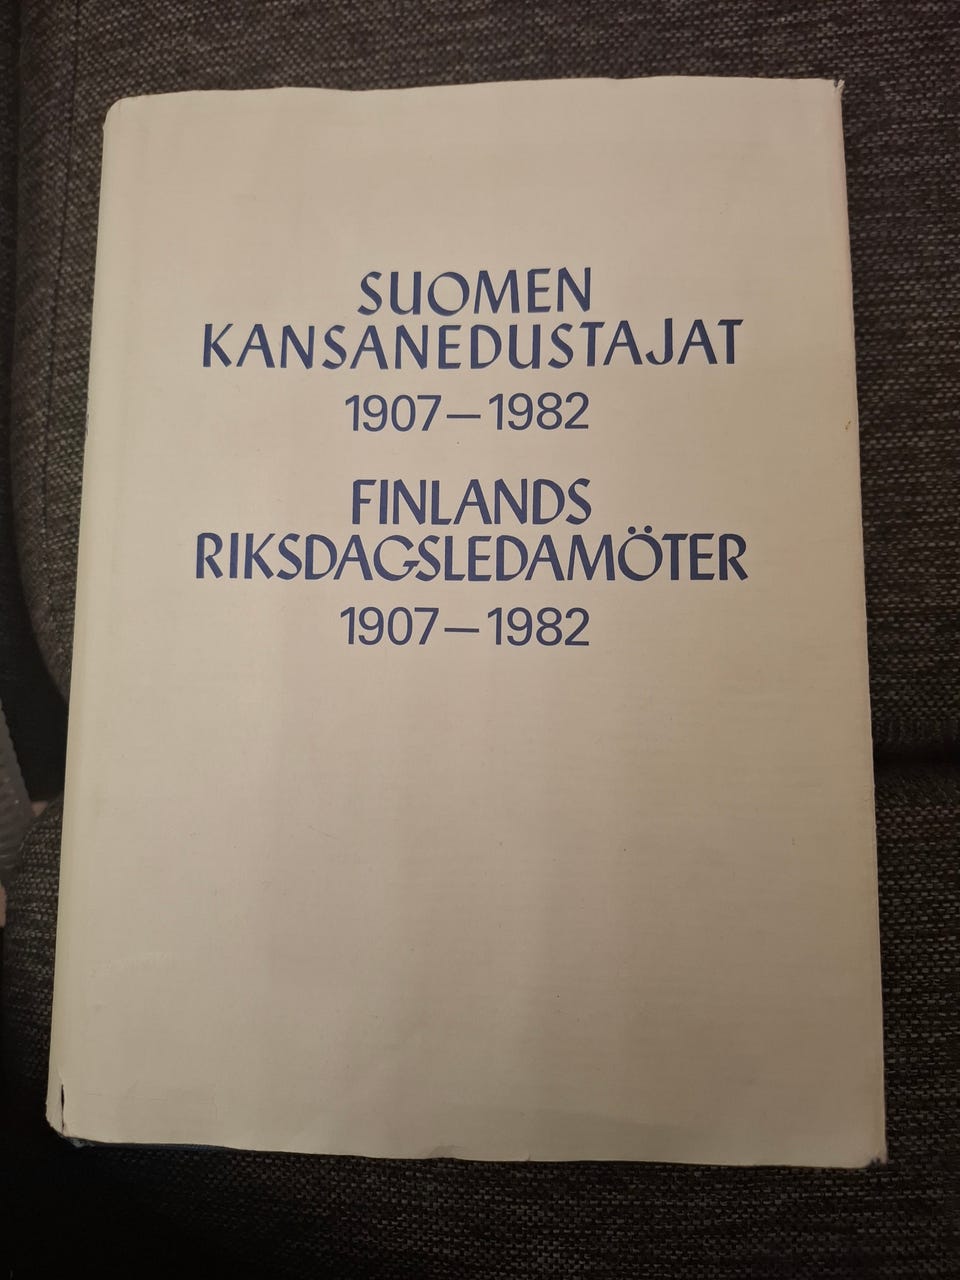 SUOMEN
KANSANEDUSTAJAT
1907—1982
FINLANDS
RIKSDAGSLEDAMÖTER
1907—1982